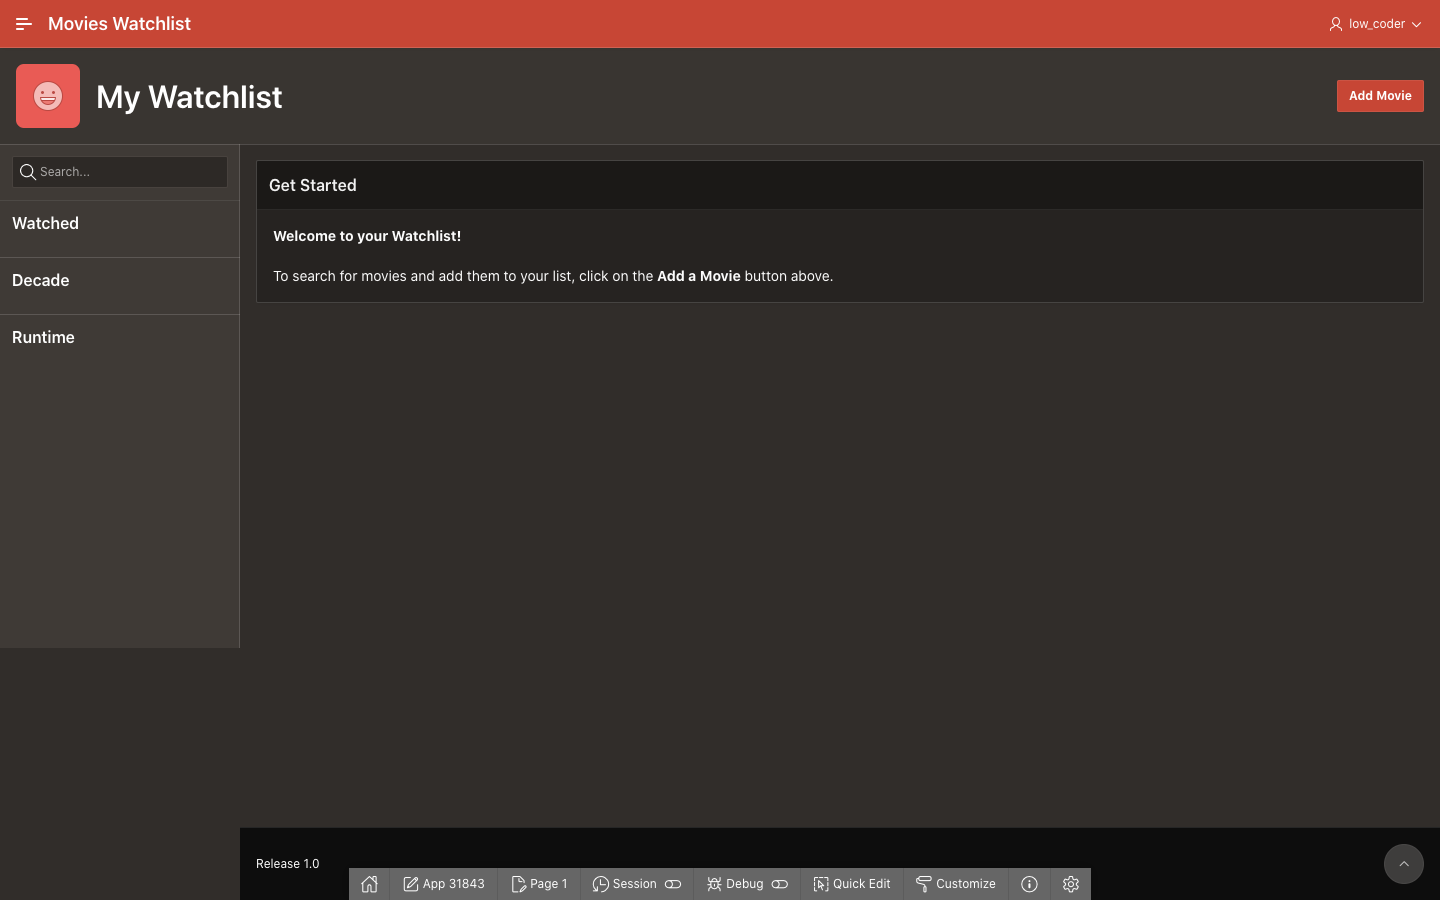 Movies Watchlist
low_coder
My Watchlist
Add Movie
Search...
Watched
Decade
Runtime
Get Started
Welcome to your Watchlist!
To search for movies and add them to your list, click on the Add a Movie button above.
Release 1.0
App 31843
Page 1
Session
Debug
Quick Edit
Customize